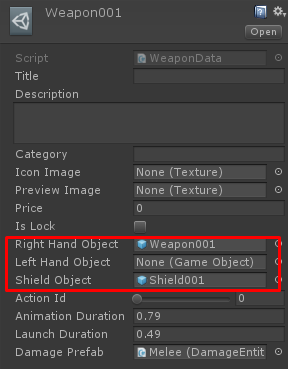 Weapon001
Open
Script WeaponData
Title
Description
Category
Icon Image None (Texture)
Preview Image None (Texture)
Price 0
Is Lock
Right Hand Object Weapon001
Left Hand Object None (Game Object)
Shield Object Shield001
Action Id 0
Animation Duration 0.79
Launch Duration 0.49
Damage Prefab Melee (DamageEntit